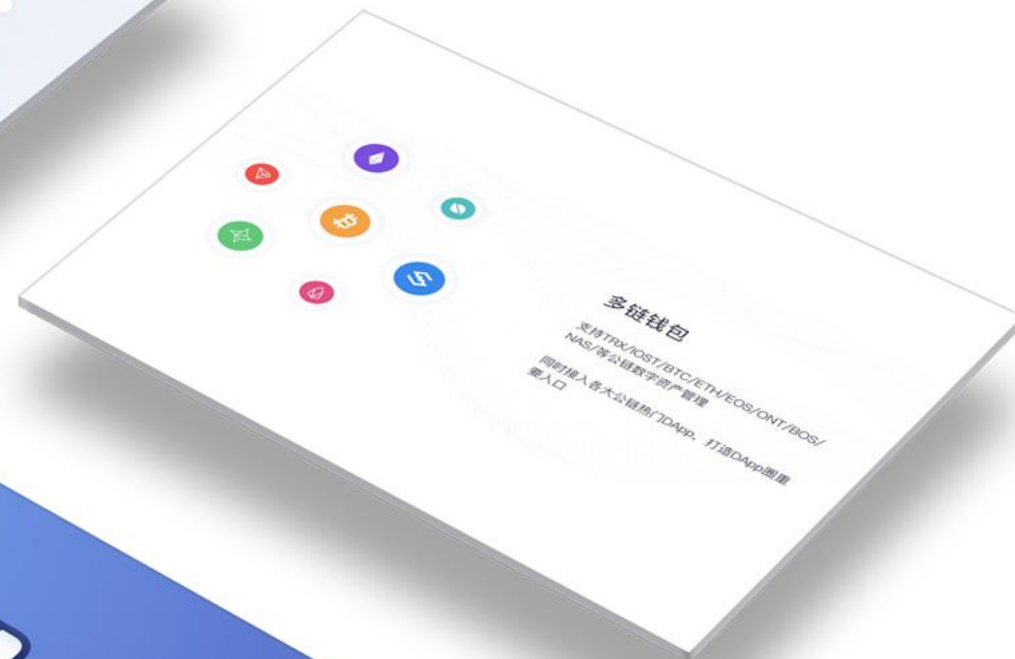 多链钱包
支持TRX/IOST/BTC/ETH/EOS/ONT/BOS/
NAS/等公链数字资产管理
同时接入各大公链热门DApp，打造DApp圈重
要入口